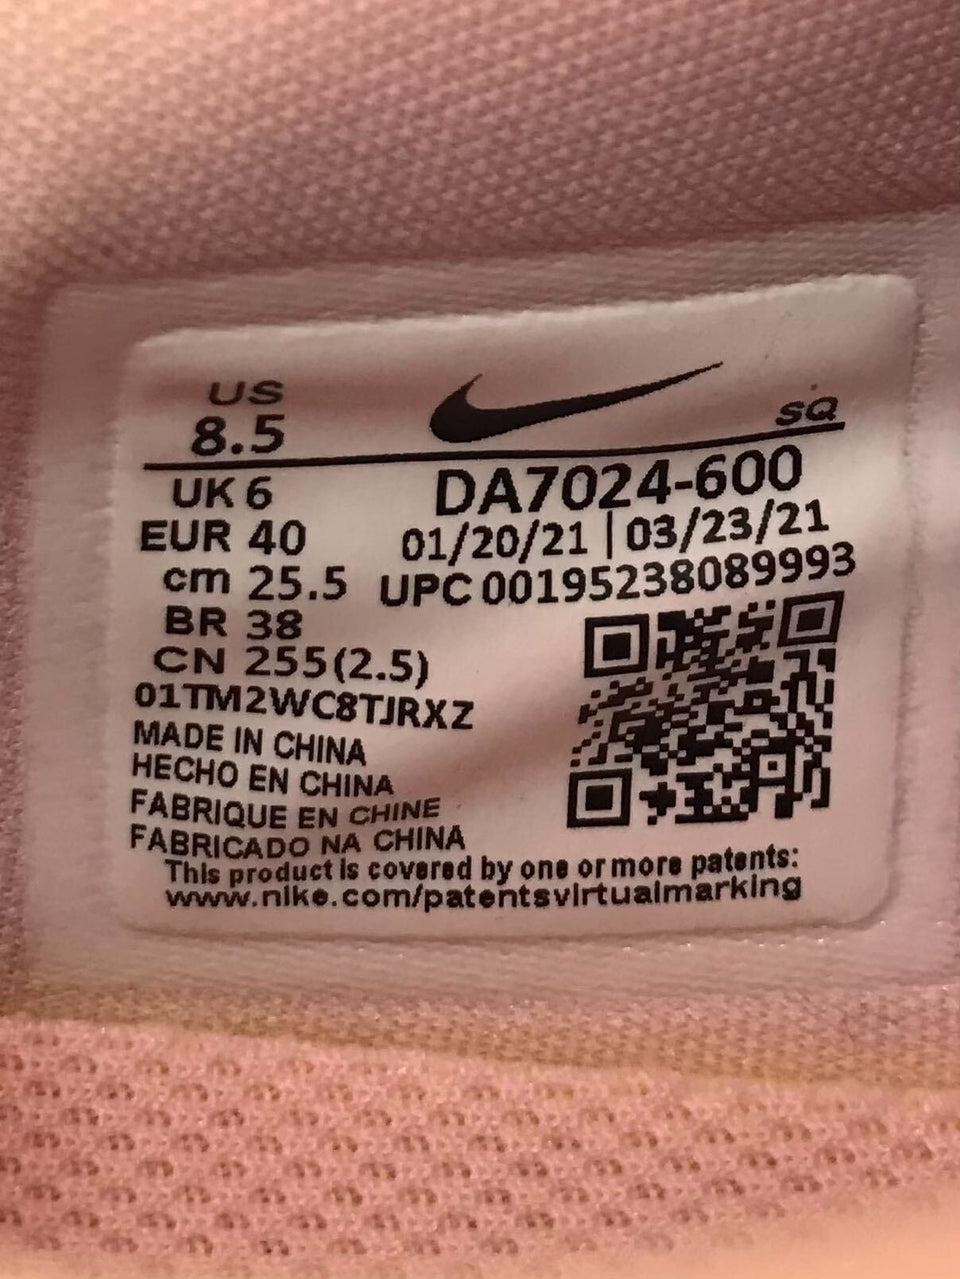 US
8.5
SQ
UK 6
DA7024-600
EUR 40
01/20/21 | 03/23/21
cm 25.5
UPC 00195238089993
BR 38
CN 255(2.5)
01TM2WC8TJRXZ
MADE IN CHINA
HECHO EN CHINA
FABRIQUE EN CHINE
FABRICADO NA CHINA
This product is covered by one or more patents:
www.nike.com/patentsvirtualmarking